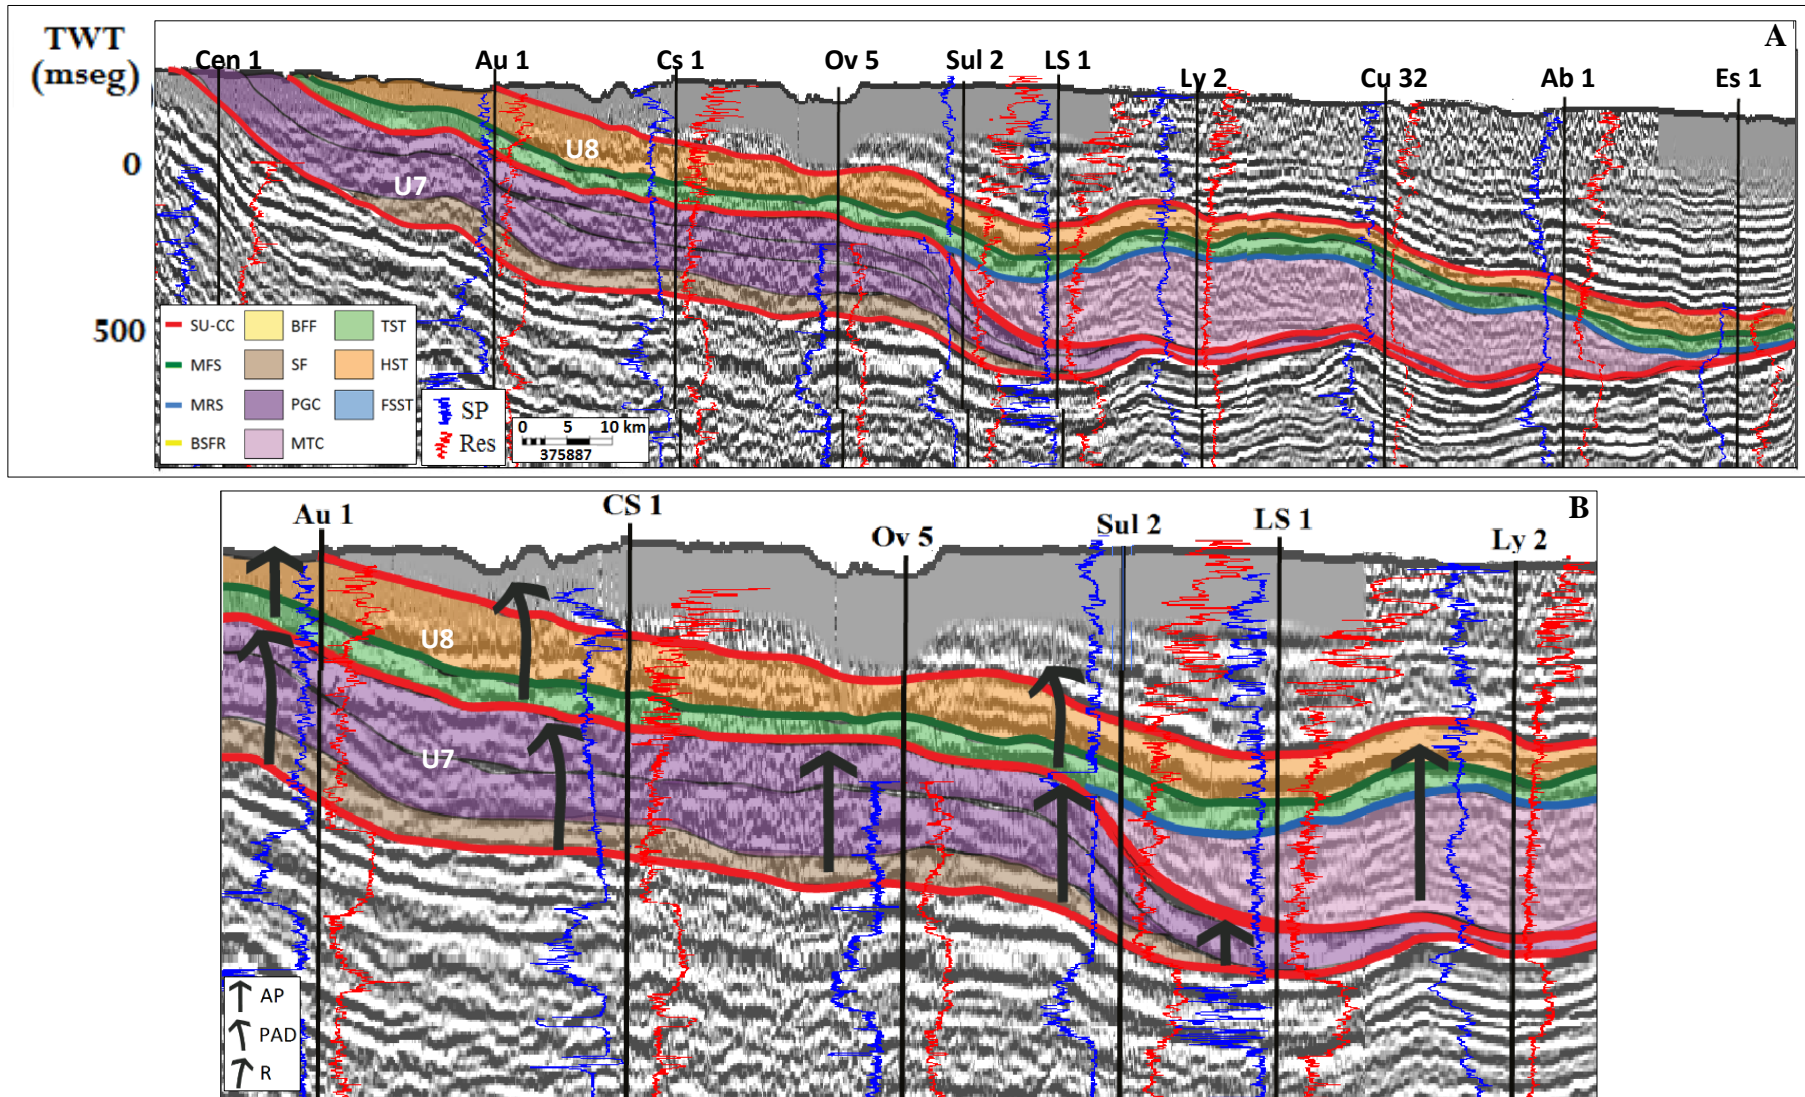 A
TWT
(mseg)
Cen 1
Au 1
Cs 1
Ov 5
Sul 2
LS 1
Ly 2
Cu 32
Ab 1
Es 1
0
500
U8
U7
SU-CC
BFF
TST
MFS
SF
HST
MRS
PGC
FSST
BSFR
MTC
SP
Res
0 5 10 km
375887
B
Au 1
CS 1
Ov 5
Sul 2
LS 1
Ly 2
U8
U7
AP
PAD
R